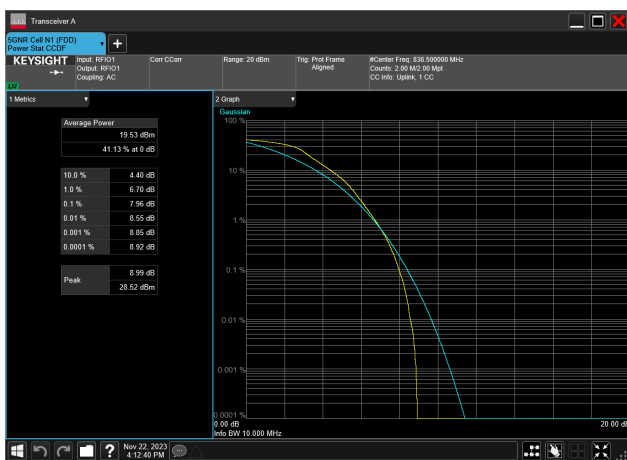 Transceiver A
5GNR Cell N1 (FDD)
Power Stat CCDF
KEYSIGHT
LXI
Input: RFIO1
Output: RFIO1
Coupling: AC
Corr CCorr
Range: 20 dBm
Trig: Prot Frame
Aligned
#Center Freq: 836.500000 MHz
Counts: 2.00 M/2.00 Mpt
CC Info: Uplink, 1 CC
1 Metrics
Average Power
19.53 dBm
41.13 % at 0 dB
10.0 % 4.40 dB
1.0 % 6.70 dB
0.1 % 7.96 dB
0.01 % 8.55 dB
0.001 % 8.85 dB
0.0001 % 8.92 dB
Peak
8.99 dB
28.52 dBm
2 Graph
Gaussian
100 %
10 %
1 %
0.1 %
0.01 %
0.001 %
0.0001 %
0.00 dB
20.00 dB
Info BW 10.000 MHz
Nov 22, 2023
4:12:40 PM